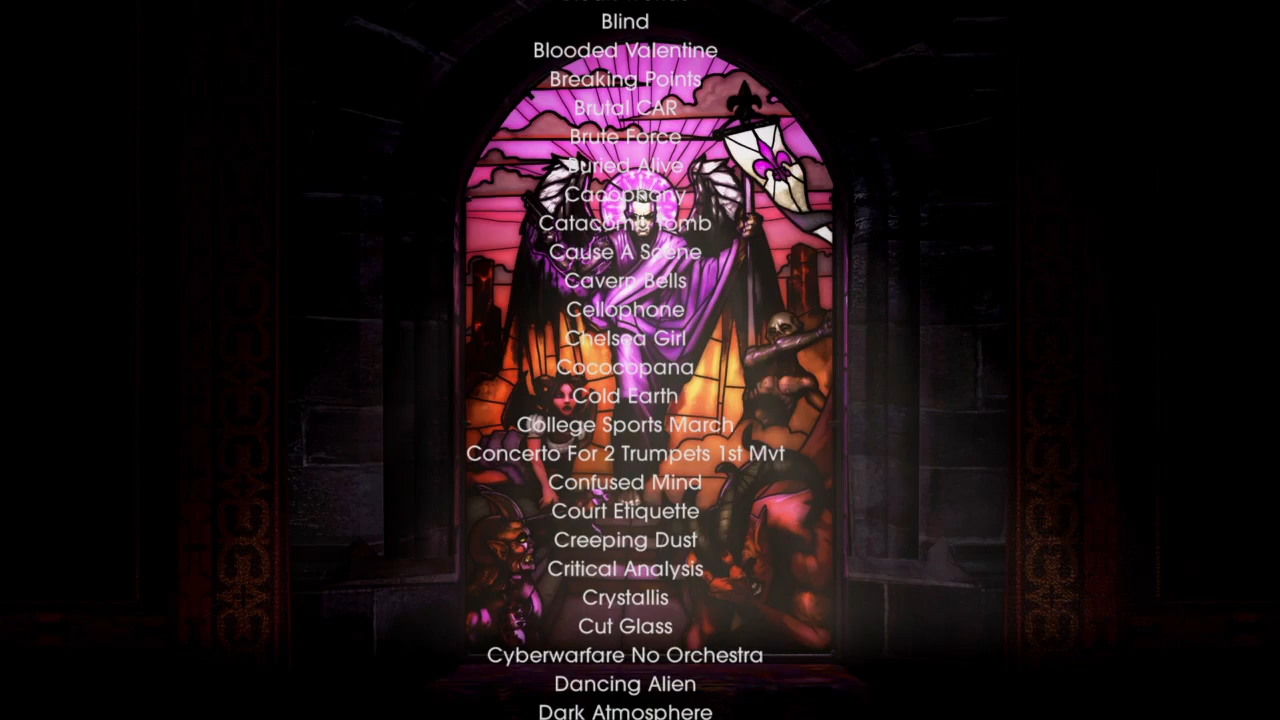 Blind
Blooded Valentine
Breaking Points
Brutal CAR
Brute Force
Buried Alive
Cacophony
Catacomb Tomb
Cause A Scene
Cavern Bells
Cellophone
Chelsea Girl
Cococopana
Cold Earth
College Sports March
Concerto For 2 Trumpets 1st Mvt
Confused Mind
Court Etiquette
Creeping Dust
Critical Analysis
Crystallis
Cut Glass
Cyberwarfare No Orchestra
Dancing Alien
Dark Atmosphere